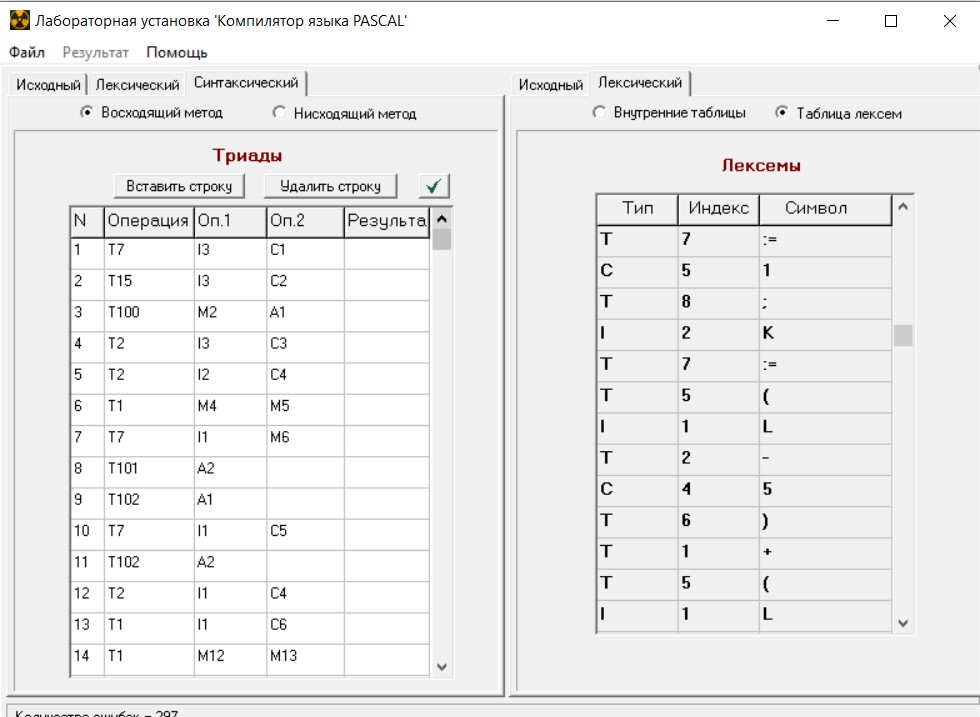 Лабораторная установка 'Компилятор языка PASCAL'
Файл Результат Помощь
Исходный Лексический Синтаксический
Восходящий метод Нисходящий метод
Триады
Вставить строку Удалить строку
N Операция Оп.1 Оп.2 Результа
1 T7 I3 C1
2 T15 I3 C2
3 T100 M2 A1
4 T2 I3 C3
5 T2 I2 C4
6 T1 M4 M5
7 T7 I1 M6
8 T101 A2
9 T102 A1
10 T7 I1 C5
11 T102 A2
12 T2 I1 C4
13 T1 I1 C6
14 T1 M12 M13
Исходный Лексический
Внутренние таблицы Таблица лексем
Лексемы
Тип Индекс Символ
T 7 :=
C 5 1
T 8 ;
I 2 K
T 7 :=
T 5 (
I 1 L
T 2 -
C 4 5
T 6 )
T 1 +
T 5 (
I 1 L
Количество ошибок = 297